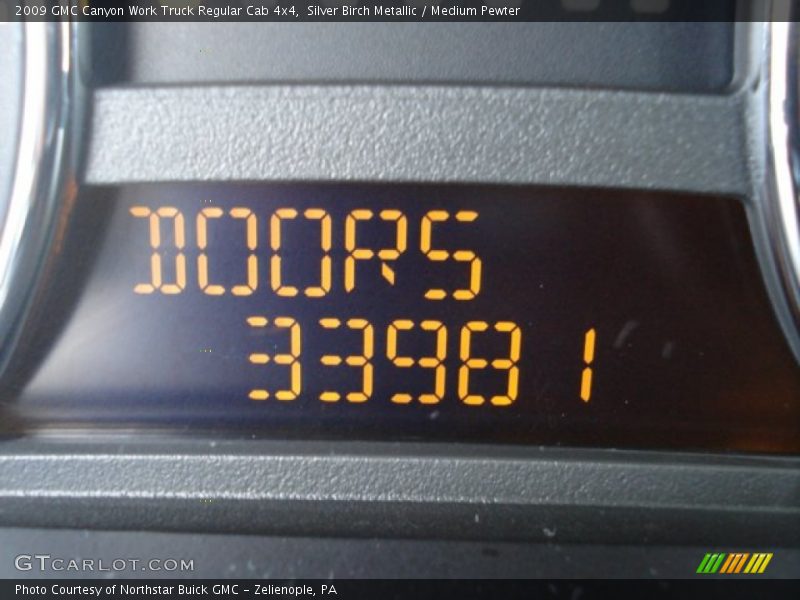 2009 GMC Canyon Work Truck Regular Cab 4x4,  Silver Birch Metallic / Medium Pewter
DOORS
33981
GTCARLOT.COM
Photo Courtesy of Northstar Buick GMC – Zelienople, PA